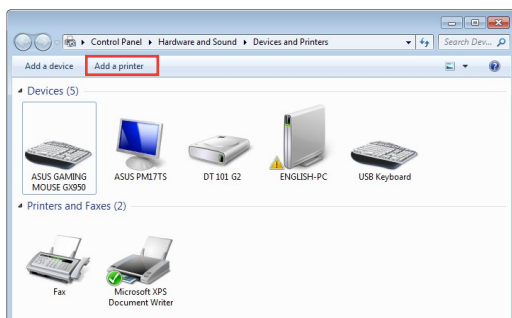 Control Panel ▸ Hardware and Sound ▸ Devices and Printers
Search Dev...
Add a device Add a printer
Devices (5)
ASUS GAMING MOUSE GX950
ASUS PM17TS
DT 101 G2
ENGLISH-PC
USB Keyboard
Printers and Faxes (2)
Fax
Microsoft XPS Document Writer